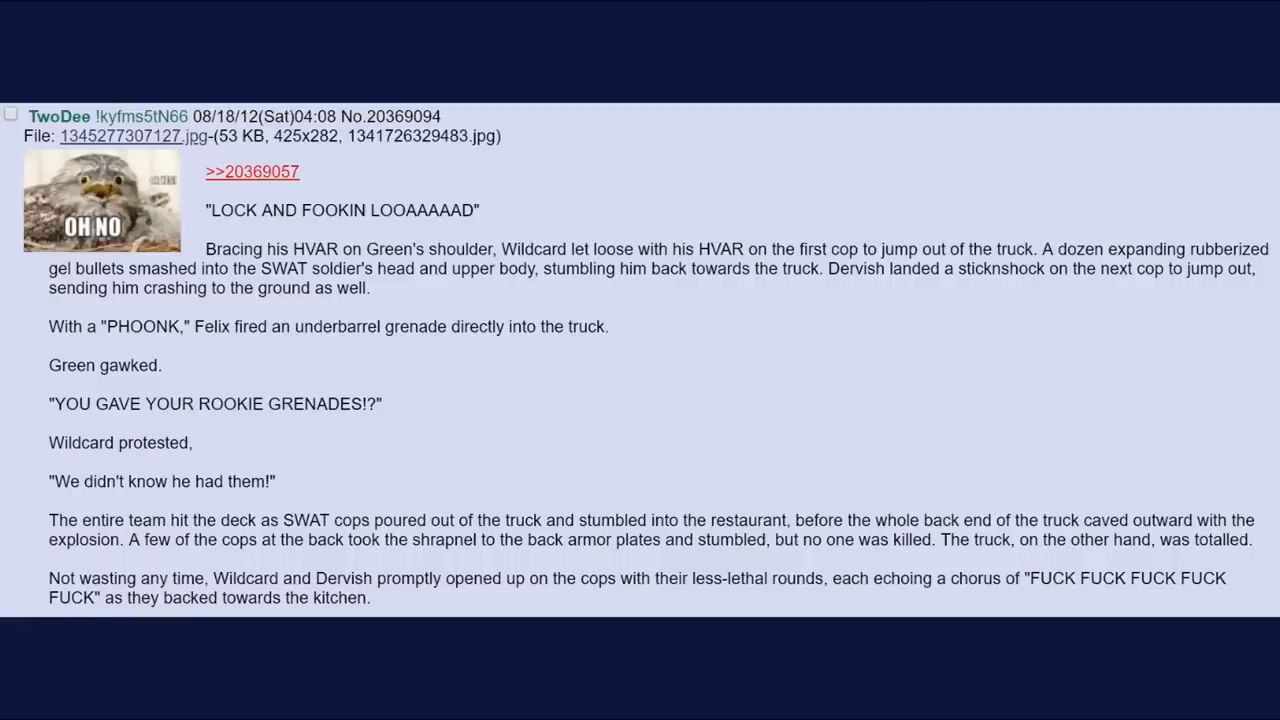 TwoDee !kyfms5tN66 08/18/12(Sat)04:08 No.20369094
File: 1345277307127.jpg-(53 KB, 425x282, 1341726329483.jpg)
OH NO
>>20369057
"LOCK AND FOOKIN LOOAAAAAD"
Bracing his HVAR on Green's shoulder, Wildcard let loose with his HVAR on the first cop to jump out of the truck. A dozen expanding rubberized
gel bullets smashed into the SWAT soldier's head and upper body, stumbling him back towards the truck. Dervish landed a sticknshock on the next cop to jump out,
sending him crashing to the ground as well.
With a "PHOONK," Felix fired an underbarrel grenade directly into the truck.
Green gawked.
"YOU GAVE YOUR ROOKIE GRENADES!?"
Wildcard protested,
"We didn't know he had them!"
The entire team hit the deck as SWAT cops poured out of the truck and stumbled into the restaurant, before the whole back end of the truck caved outward with the
explosion. A few of the cops at the back took the shrapnel to the back armor plates and stumbled, but no one was killed. The truck, on the other hand, was totalled.
Not wasting any time, Wildcard and Dervish promptly opened up on the cops with their less-lethal rounds, each echoing a chorus of "FUCK FUCK FUCK FUCK
FUCK" as they backed towards the kitchen.